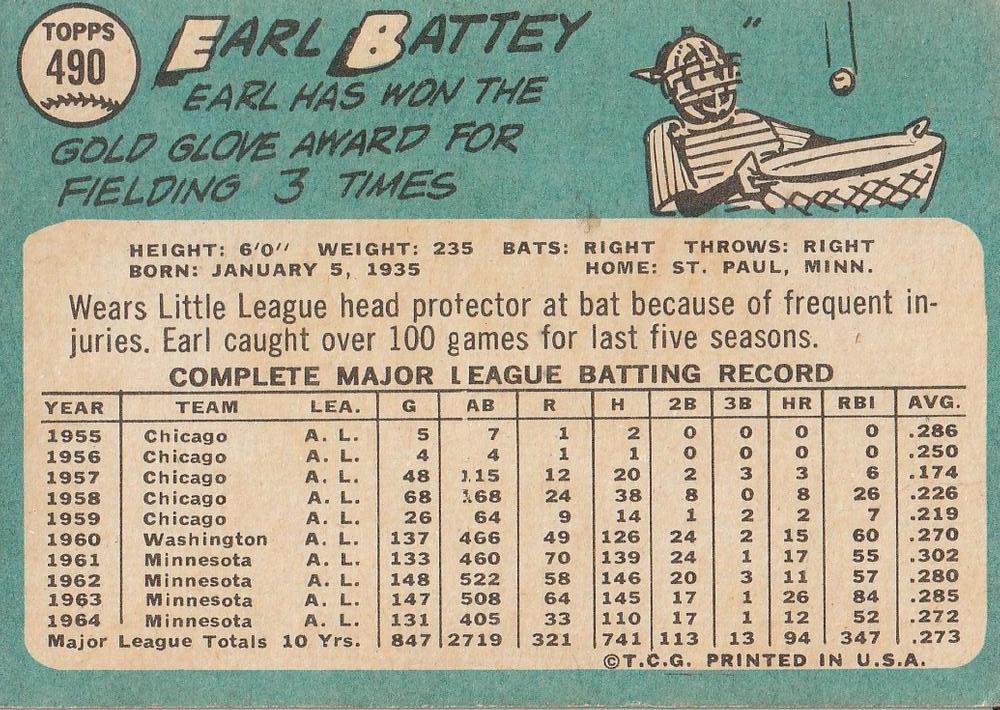 TOPPS
490
EARL BATTEY
EARL HAS WON THE
GOLD GLOVE AWARD FOR
FIELDING 3 TIMES
HEIGHT: 6'0" WEIGHT: 235 BATS: RIGHT THROWS: RIGHT
BORN: JANUARY 5, 1935 HOME: ST. PAUL, MINN.
Wears Little League head protector at bat because of frequent in-
juries. Earl caught over 100 games for last five seasons.
COMPLETE MAJOR LEAGUE BATTING RECORD
YEAR TEAM LEA. G AB R H 2B 3B HR RBI AVG.
1955 Chicago A. L. 5 7 1 2 0 0 0 0 .286
1956 Chicago A. L. 4 4 1 1 0 0 0 0 .250
1957 Chicago A. L. 48 115 12 20 2 3 3 6 .174
1958 Chicago A. L. 68 168 24 38 8 0 8 26 .226
1959 Chicago A. L. 26 64 9 14 1 2 2 7 .219
1960 Washington A. L. 137 466 49 126 24 2 15 60 .270
1961 Minnesota A. L. 133 460 70 139 24 1 17 55 .302
1962 Minnesota A. L. 148 522 58 146 20 3 11 57 .280
1963 Minnesota A. L. 147 508 64 145 17 1 26 84 .285
1964 Minnesota A. L. 131 405 33 110 17 1 12 52 .272
Major League Totals 10 Yrs. 847 2719 321 741 113 13 94 347 .273
©T.C.G. PRINTED IN U.S.A.